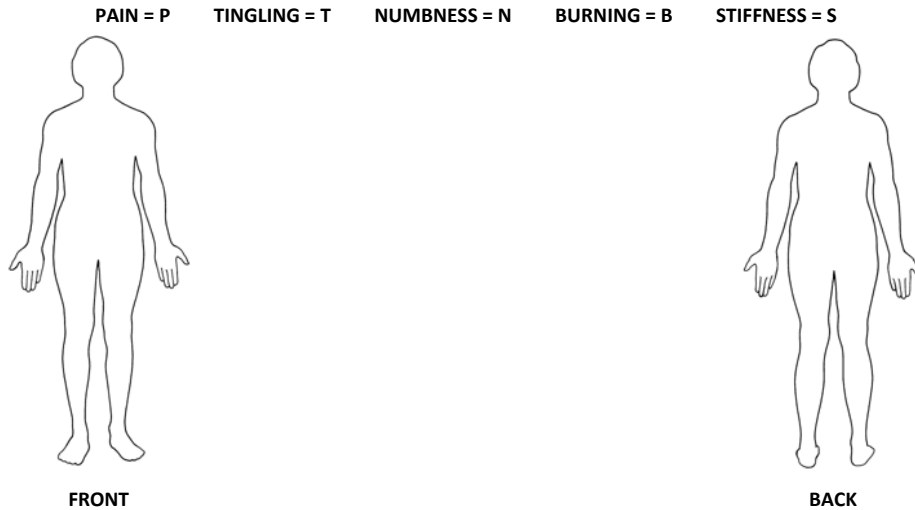 PAIN = P TINGLING = T NUMBNESS = N BURNING = B STIFFNESS = S
FRONT BACK